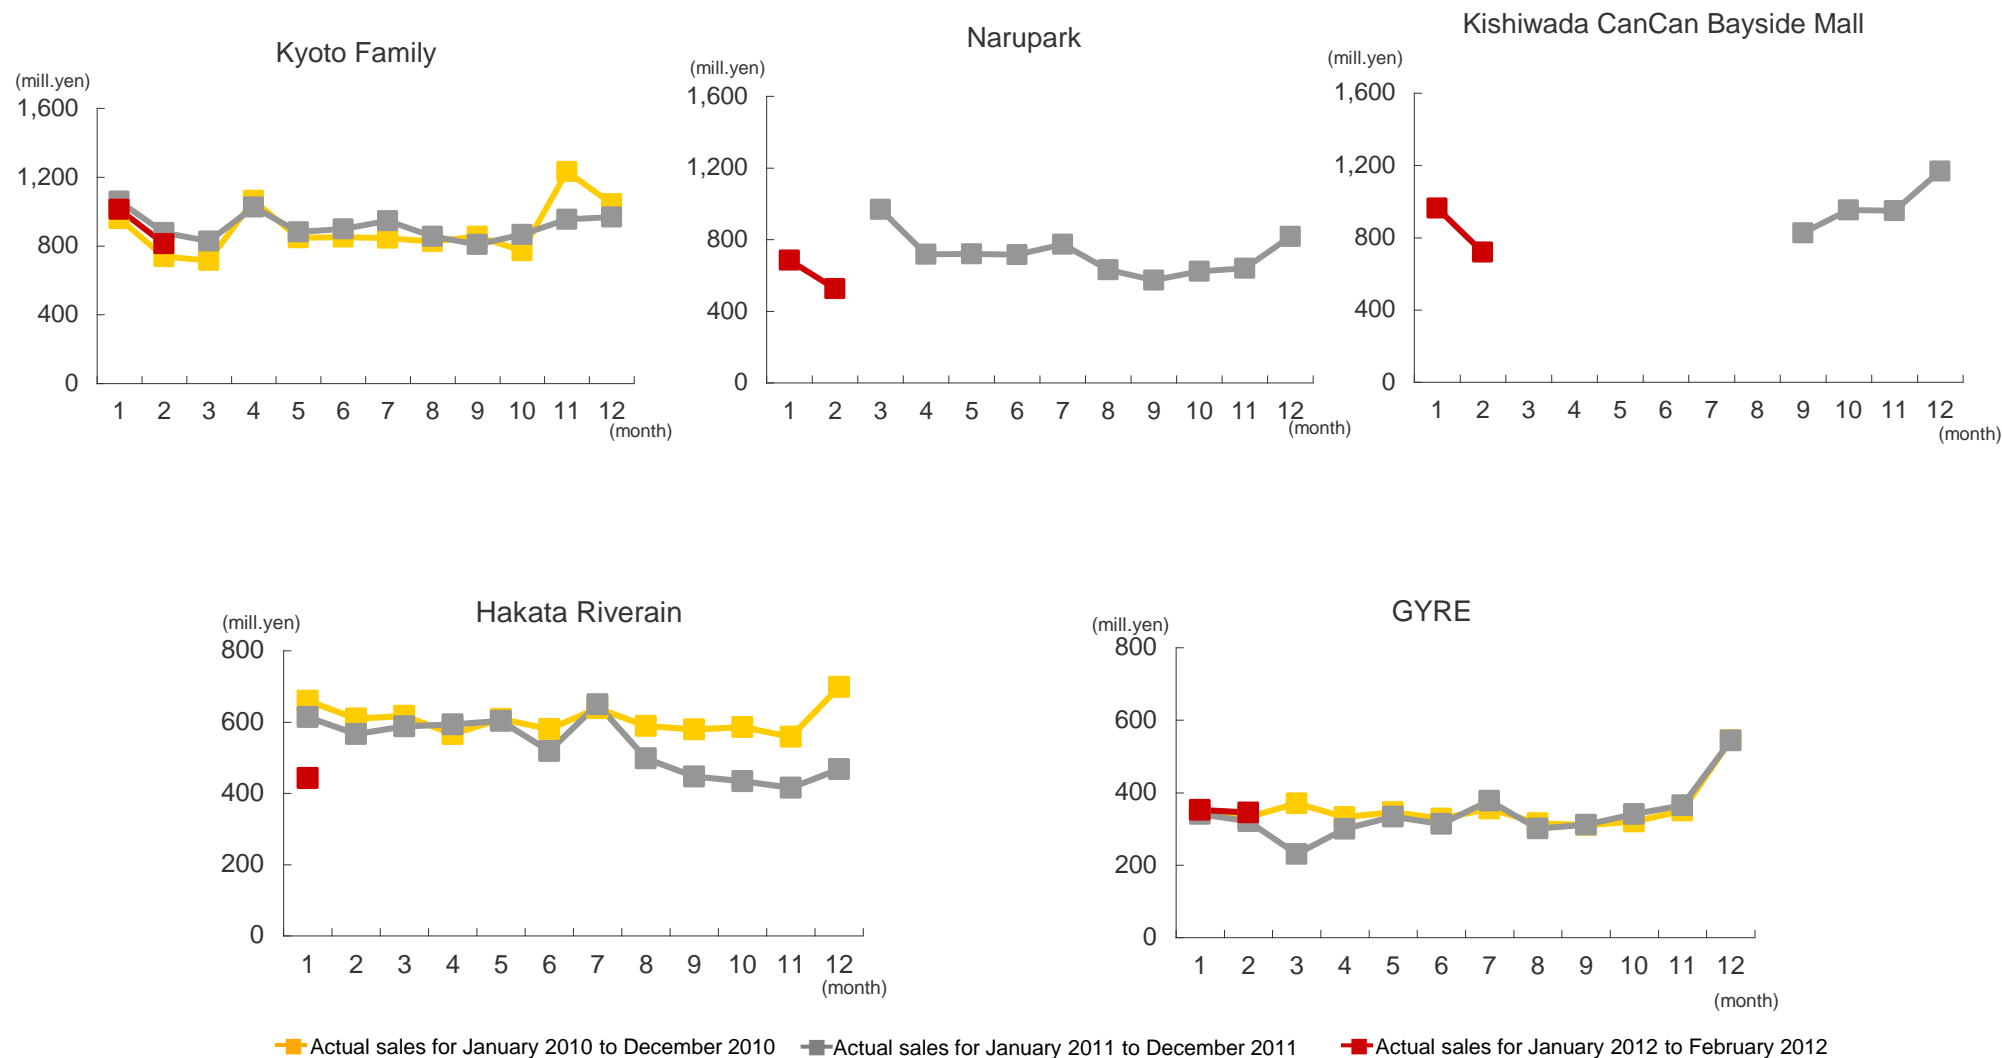 Kyoto Family
(mill.yen)
1,600
1,200
800
400
0
1 2 3 4 5 6 7 8 9 10 11 12
(month)
Narupark
(mill.yen)
1,600
1,200
800
400
0
1 2 3 4 5 6 7 8 9 10 11 12
(month)
Kishiwada CanCan Bayside Mall
(mill.yen)
1,600
1,200
800
400
0
1 2 3 4 5 6 7 8 9 10 11 12
(month)
Hakata Riverain
(mill.yen)
800
600
400
200
0
1 2 3 4 5 6 7 8 9 10 11 12
(month)
GYRE
(mill.yen)
800
600
400
200
0
1 2 3 4 5 6 7 8 9 10 11 12
(month)
Actual sales for January 2010 to December 2010
Actual sales for January 2011 to December 2011
Actual sales for January 2012 to February 2012